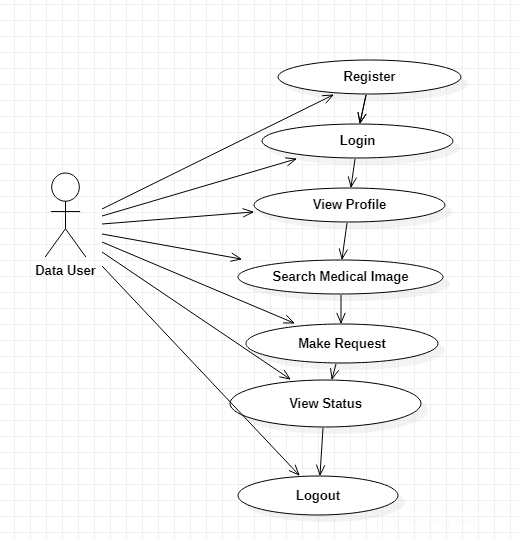 Register
Login
View Profile
Data User
Search Medical Image
Make Request
View Status
Logout